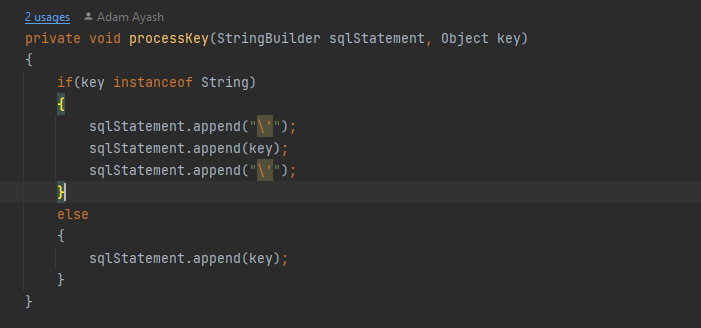 2 usages Adam Ayash
private void processKey(StringBuilder sqlStatement, Object key)
{
if(key instanceof String)
{
sqlStatement.append("\'");
sqlStatement.append(key);
sqlStatement.append("\'");
}
else
{
sqlStatement.append(key);
}
}